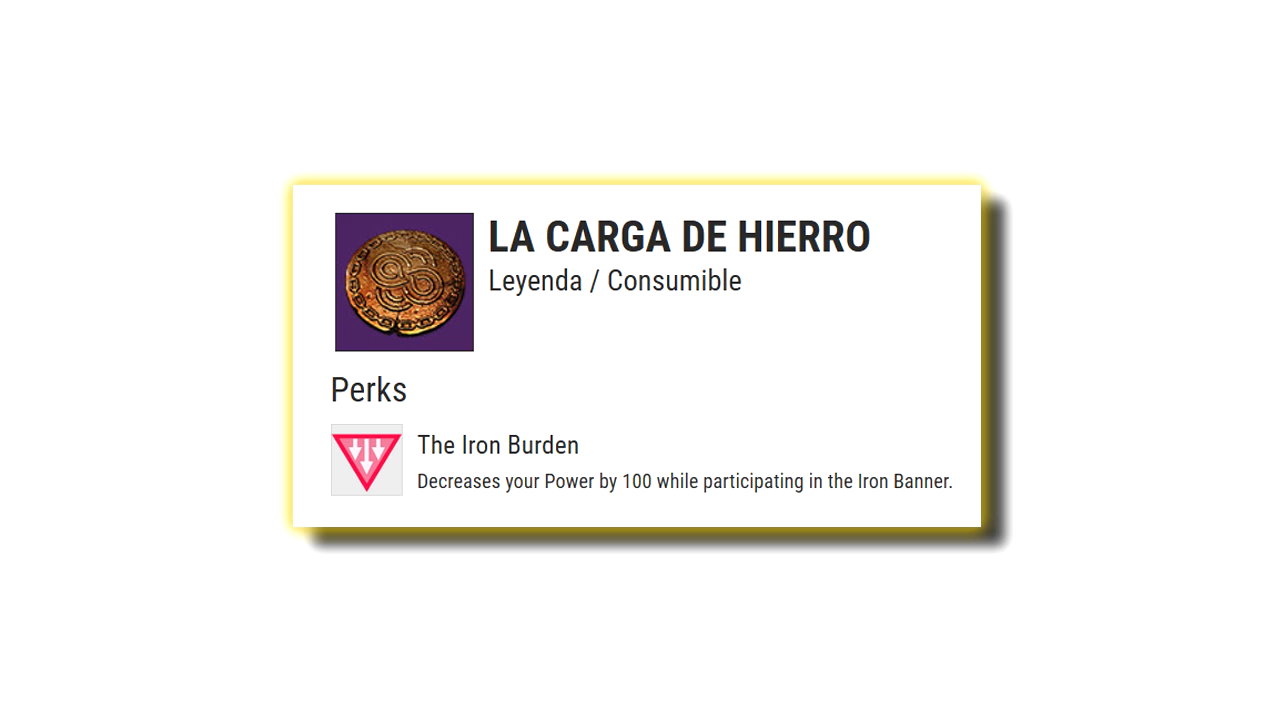 LA CARGA DE HIERRO
Leyenda / Consumible
Perks
The Iron Burden
Decreases your Power by 100 while participating in the Iron Banner.